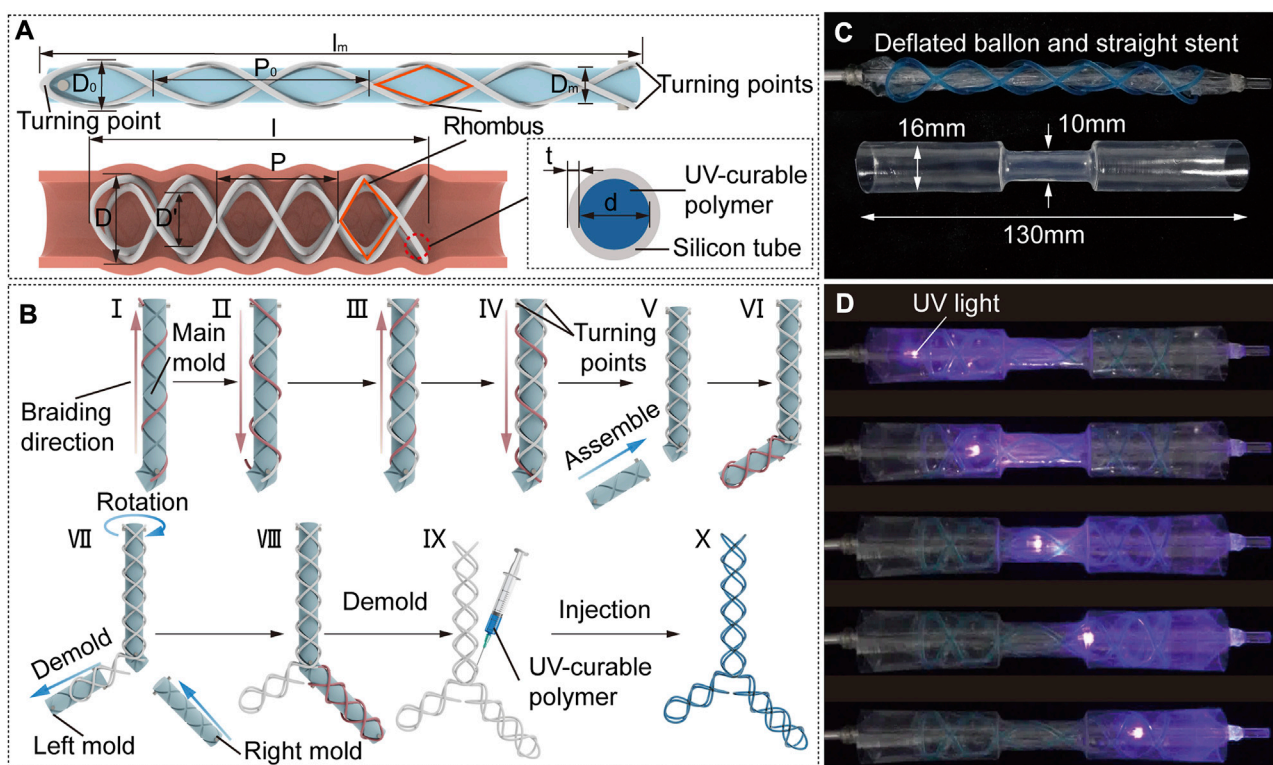 A
lm
D0
P0
Dm
Turning points
Turning point
Rhombus
l
P
D
D'
t
d
UV-curable
polymer
Silicon tube
B
I
II
III
IV
V
VI
Main
mold
Braiding
direction
Turning
points
Assemble
Rotation
VII
VIII
IX
X
Demold
Left mold
Right mold
Demold
UV-curable
polymer
Injection
C
Deflated ballon and straight stent
16mm
10mm
130mm
D
UV light